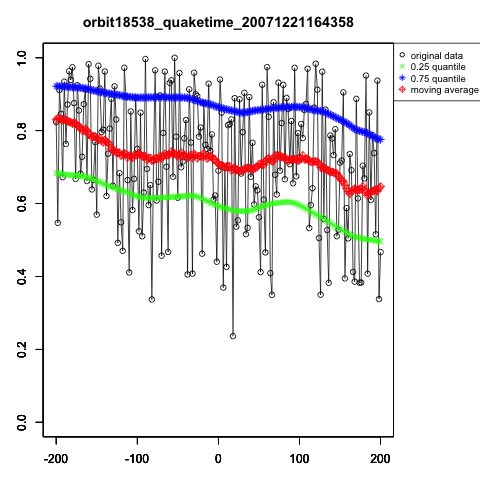 orbit18538_quaketime_20071221164358
original data
0.25 quantile
0.75 quantile
moving average
1.0
0.8
0.6
0.4
0.2
0.0
-200 -100 0 100 200